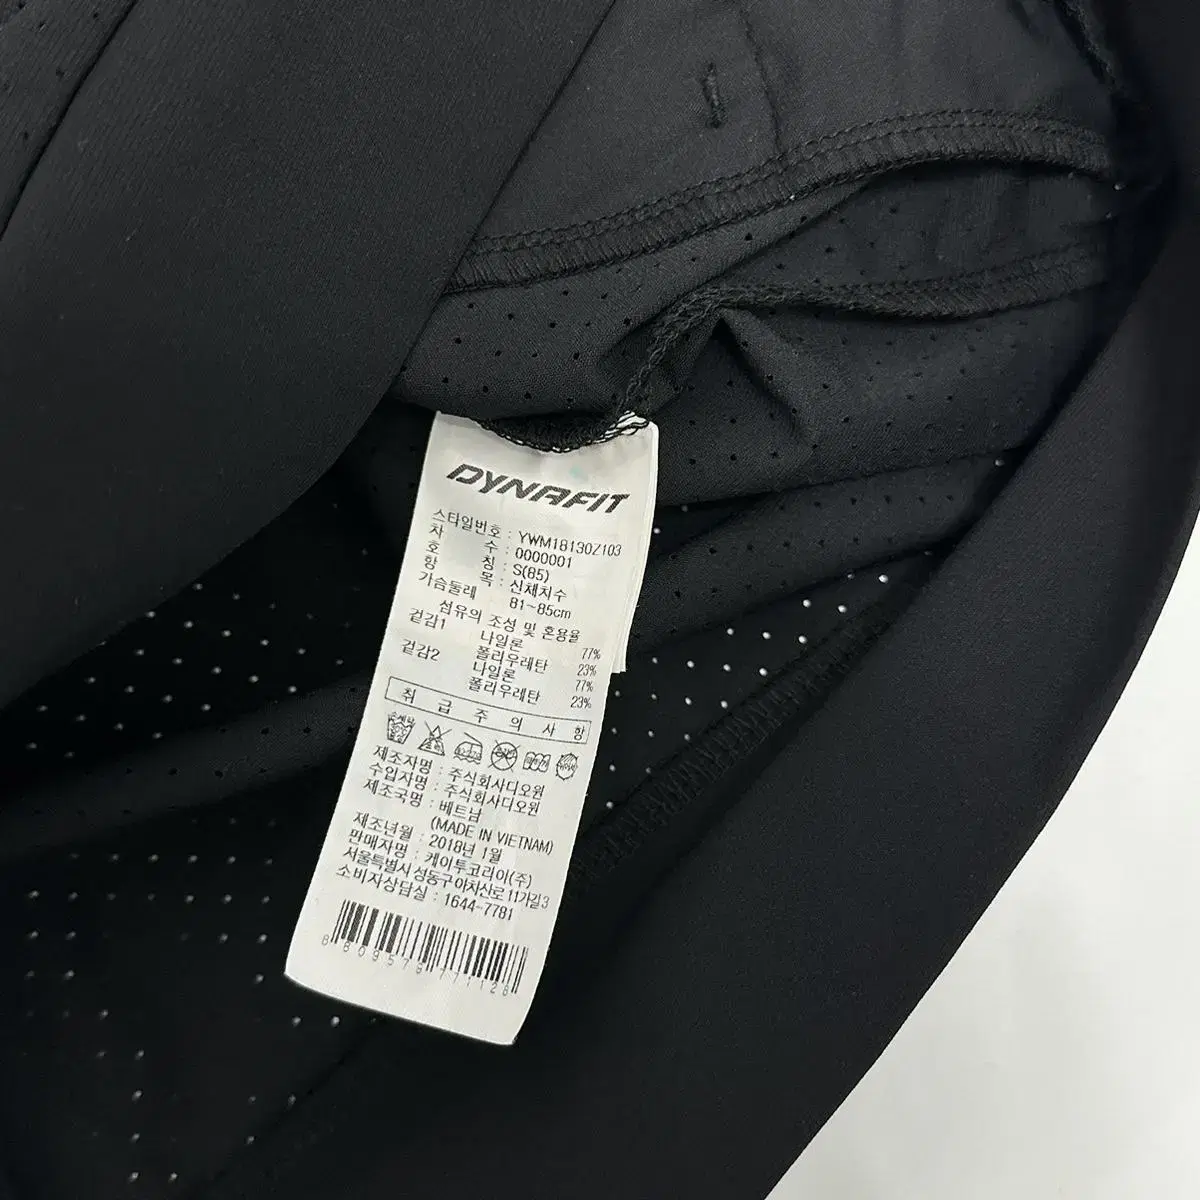 DYNAFIT
스타일번호 : YWM18130Z103
차 수 : 0000001
호 칭 : S(85)
항 목 : 신체치수
가슴둘레 81~85cm
섬유의 조성 및 혼용율
겉감1 나일론 77%
폴리우레탄 23%
겉감2 나일론 77%
폴리우레탄 23%
취 급 주 의 사 항
제조자명 : 주식회사디오원
수입자명 : 주식회사디오원
제조국명 : 베트남
(MADE IN VIETNAM)
제조년월 : 2018년 1월
판매자명 : 케이투코리아(주)
서울특별시 성동구 아차산로 11가길 3
소비자상담실 : 1644-7781
8 809579 771128